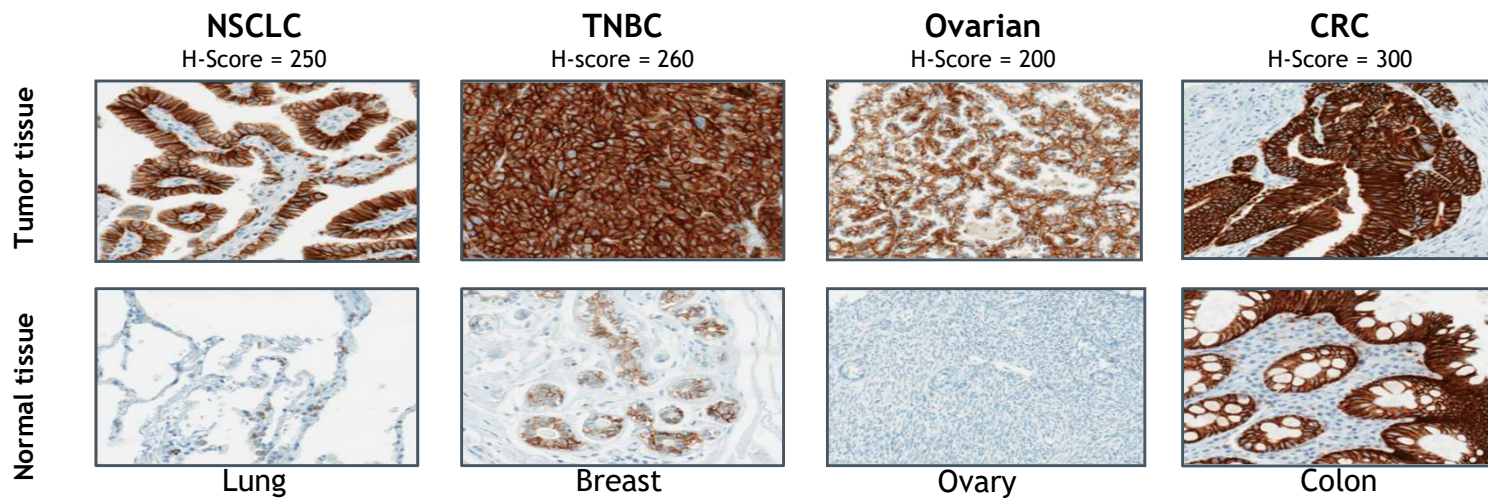 NSCLC
H-Score = 250
TNBC
H-score = 260
Ovarian
H-Score = 200
CRC
H-Score = 300
Tumor tissue
Normal tissue
Lung
Breast
Ovary
Colon